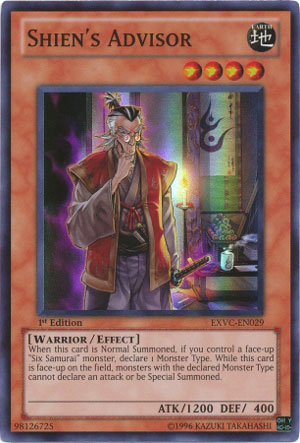 SHIEN'S ADVISOR
EARTH
地
1st Edition
EXVC-EN029
[WARRIOR / EFFECT]
When this card is Normal Summoned, if you control a face-up
"Six Samurai" monster, declare 1 Monster Type. While this card
is face-up on the field, monsters with the declared Monster Type
cannot declare an attack or be Special Summoned.
ATK/1200 DEF/ 400
98126725
©1996 KAZUKI TAKAHASHI